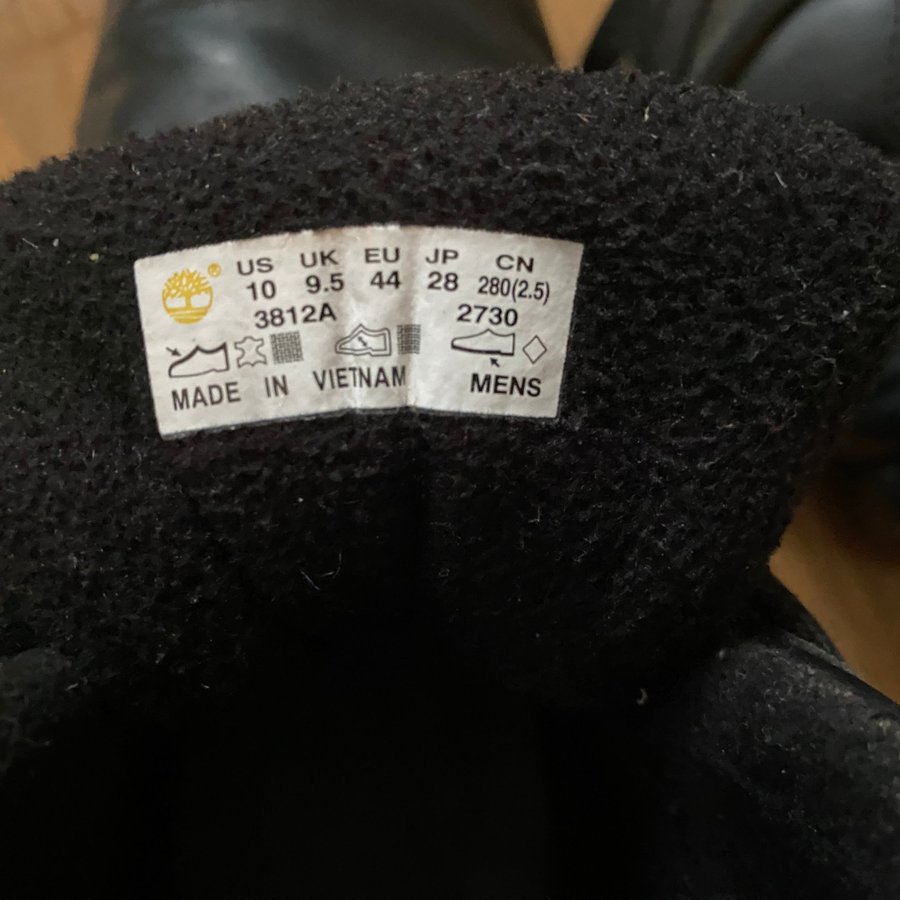 ® US UK EU JP CN
10 9.5 44 28 280(2.5)
3812A 2730
MADE IN VIETNAM MENS